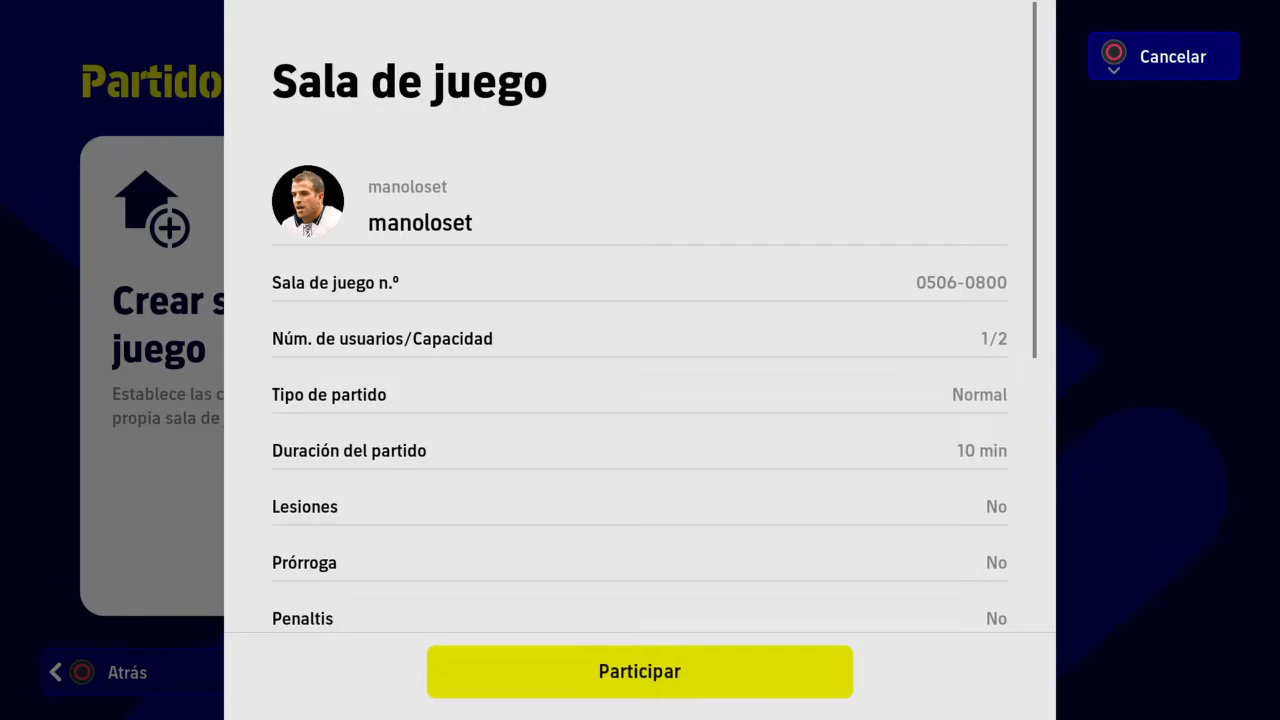 Partido
Cancelar
Sala de juego
manoloset
manoloset
Sala de juego n.º 0506-0800
Núm. de usuarios/Capacidad 1/2
Tipo de partido Normal
Duración del partido 10 min
Lesiones No
Prórroga No
Penaltis No
Crear s
juego
Establece las c
propia sala de
Atrás
Participar